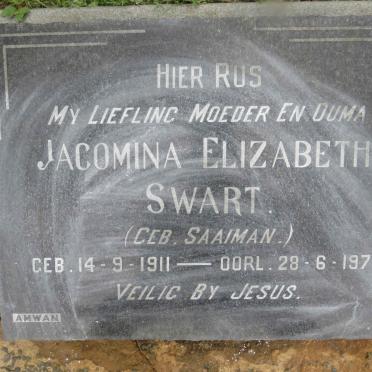 HIER RUS
MY LIEFLING MOEDER EN OUMA
JACOMINA ELIZABETH
SWART.
(GEB. SAAIMAN.)
GEB. 14-9-1911 — OORL. 28-6-197
VEILIG BY JESUS.
AMWAN